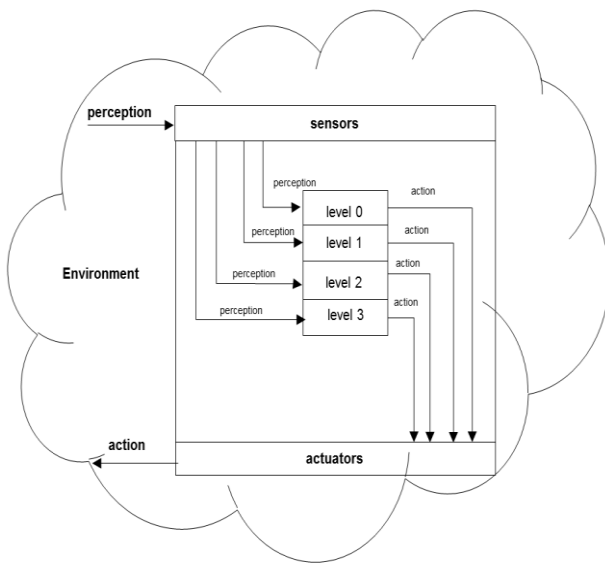 perception
sensors
perception
action
level 0
perception
action
level 1
Environment
perception
action
level 2
perception
action
level 3
action
actuators